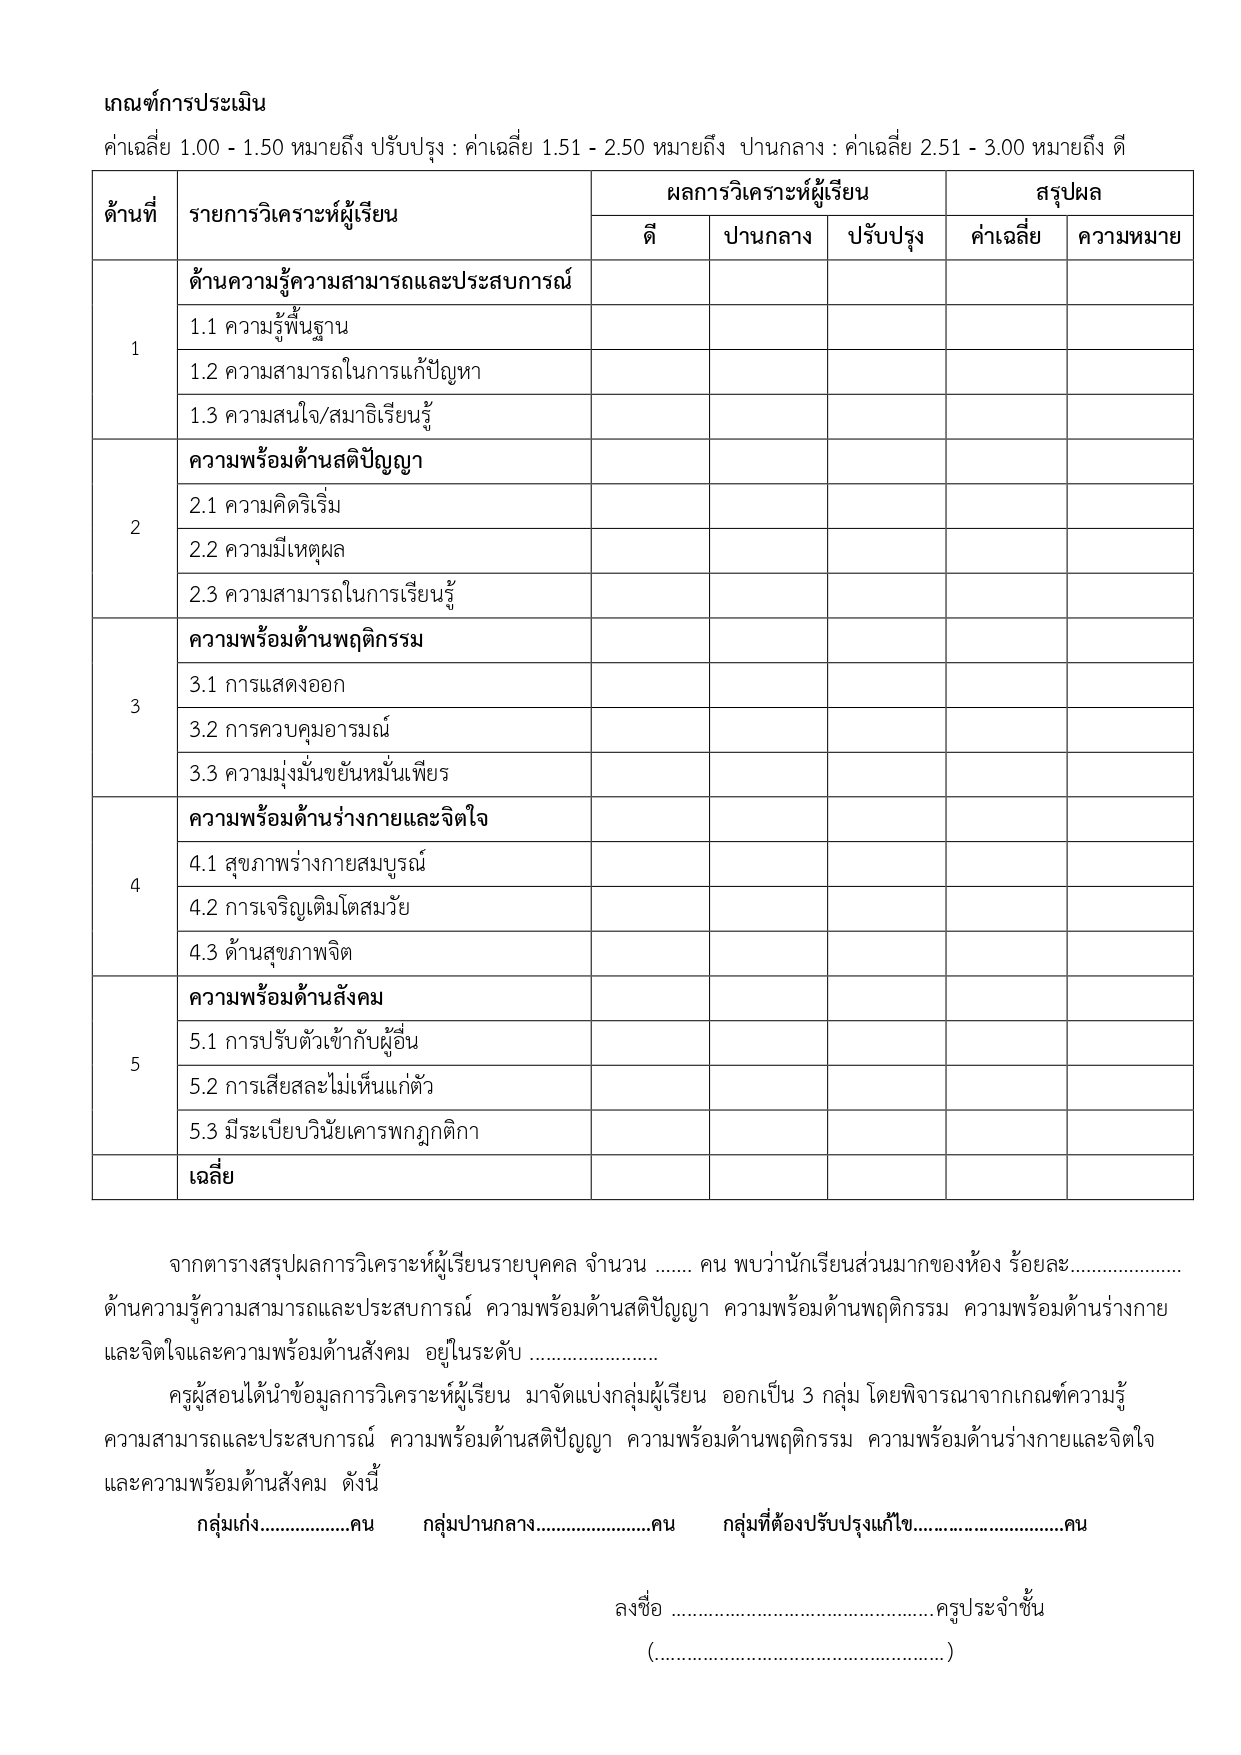 เกณฑ์การประเมิน
ค่าเฉลี่ย 1.00 - 1.50 หมายถึง ปรับปรุง : ค่าเฉลี่ย 1.51 - 2.50 หมายถึง  ปานกลาง : ค่าเฉลี่ย 2.51 - 3.00 หมายถึง ดี
ด้านที่ รายการวิเคราะห์ผู้เรียน ผลการวิเคราะห์ผู้เรียน สรุปผล
ดี ปานกลาง ปรับปรุง ค่าเฉลี่ย ความหมาย
1 ด้านความรู้ความสามารถและประสบการณ์
1.1 ความรู้พื้นฐาน
1.2 ความสามารถในการแก้ปัญหา
1.3 ความสนใจ/สมาธิเรียนรู้
2 ความพร้อมด้านสติปัญญา
2.1 ความคิดริเริ่ม
2.2 ความมีเหตุผล
2.3 ความสามารถในการเรียนรู้
3 ความพร้อมด้านพฤติกรรม
3.1 การแสดงออก
3.2 การควบคุมอารมณ์
3.3 ความมุ่งมั่นขยันหมั่นเพียร
4 ความพร้อมด้านร่างกายและจิตใจ
4.1 สุขภาพร่างกายสมบูรณ์
4.2 การเจริญเติมโตสมวัย
4.3 ด้านสุขภาพจิต
5 ความพร้อมด้านสังคม
5.1 การปรับตัวเข้ากับผู้อื่น
5.2 การเสียสละไม่เห็นแก่ตัว
5.3 มีระเบียบวินัยเคารพกฎกติกา
เฉลี่ย
จากตารางสรุปผลการวิเคราะห์ผู้เรียนรายบุคคล จำนวน ....... คน พบว่านักเรียนส่วนมากของห้อง ร้อยละ.....................
ด้านความรู้ความสามารถและประสบการณ์  ความพร้อมด้านสติปัญญา  ความพร้อมด้านพฤติกรรม  ความพร้อมด้านร่างกาย
และจิตใจและความพร้อมด้านสังคม  อยู่ในระดับ ........................
ครูผู้สอนได้นำข้อมูลการวิเคราะห์ผู้เรียน  มาจัดแบ่งกลุ่มผู้เรียน  ออกเป็น 3 กลุ่ม โดยพิจารณาจากเกณฑ์ความรู้
ความสามารถและประสบการณ์  ความพร้อมด้านสติปัญญา  ความพร้อมด้านพฤติกรรม  ความพร้อมด้านร่างกายและจิตใจ
และความพร้อมด้านสังคม  ดังนี้
กลุ่มเก่ง..................คน กลุ่มปานกลาง.......................คน กลุ่มที่ต้องปรับปรุงแก้ไข..............................คน
ลงชื่อ .................................................ครูประจำชั้น
(......................................................)